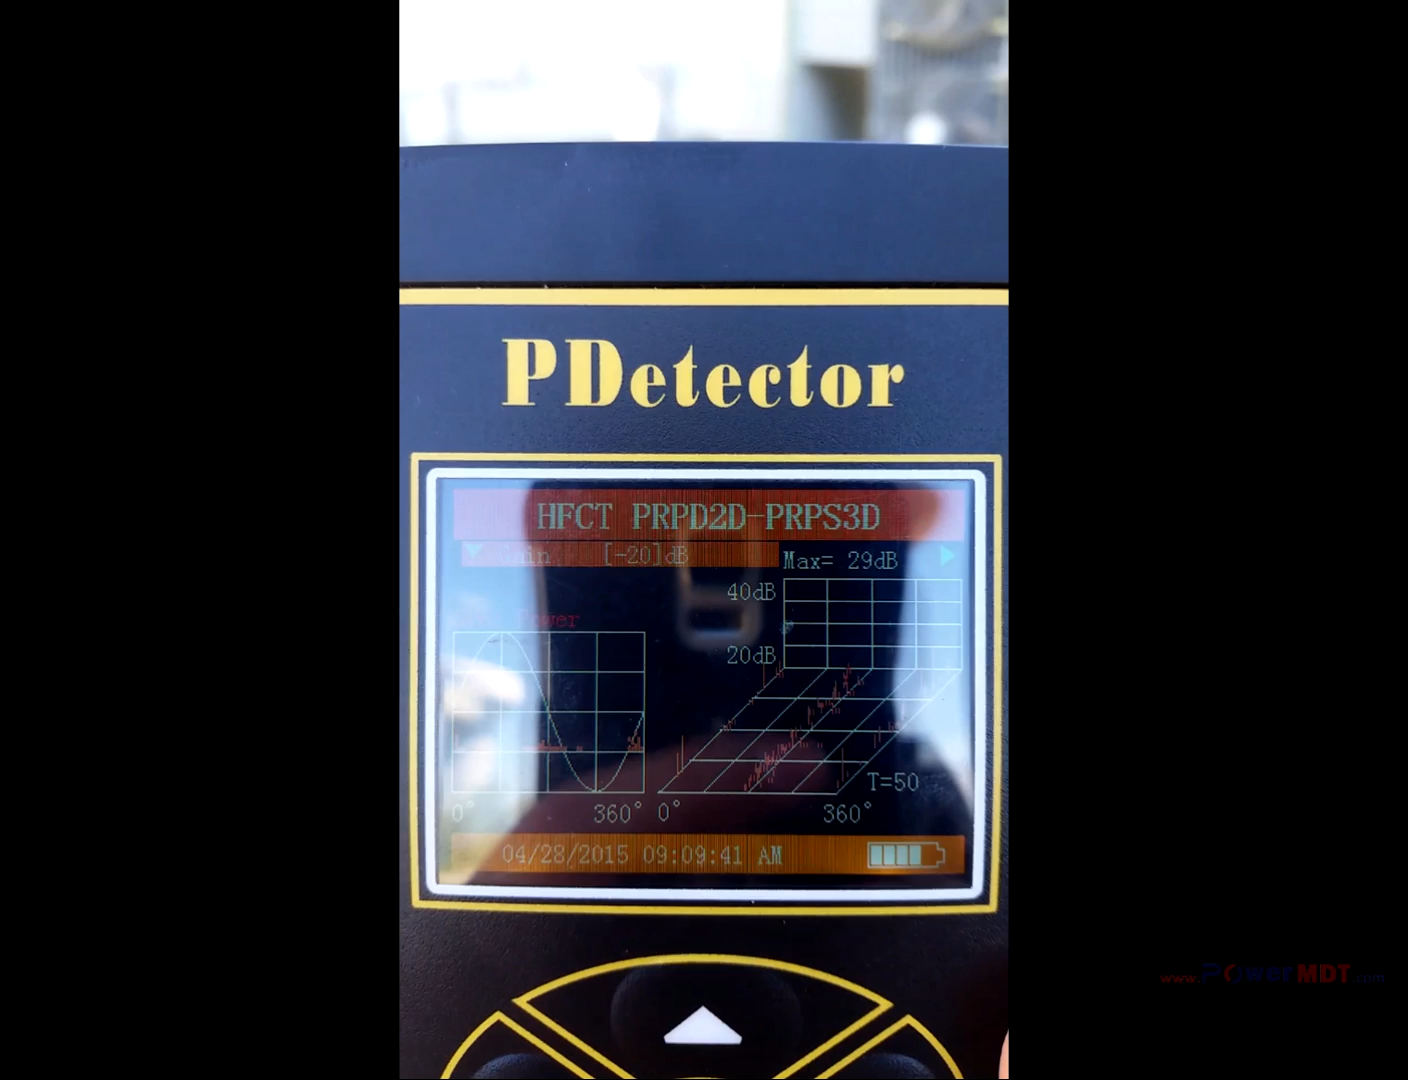 PDetector
HFCT PRPD2D-PRPS3D
Gain [-20]dB
Max= 29dB
40dB
20dB
T=50
0° 360° 0° 360°
04/28/2015 09:09:41 AM
www.PowerMDT.com